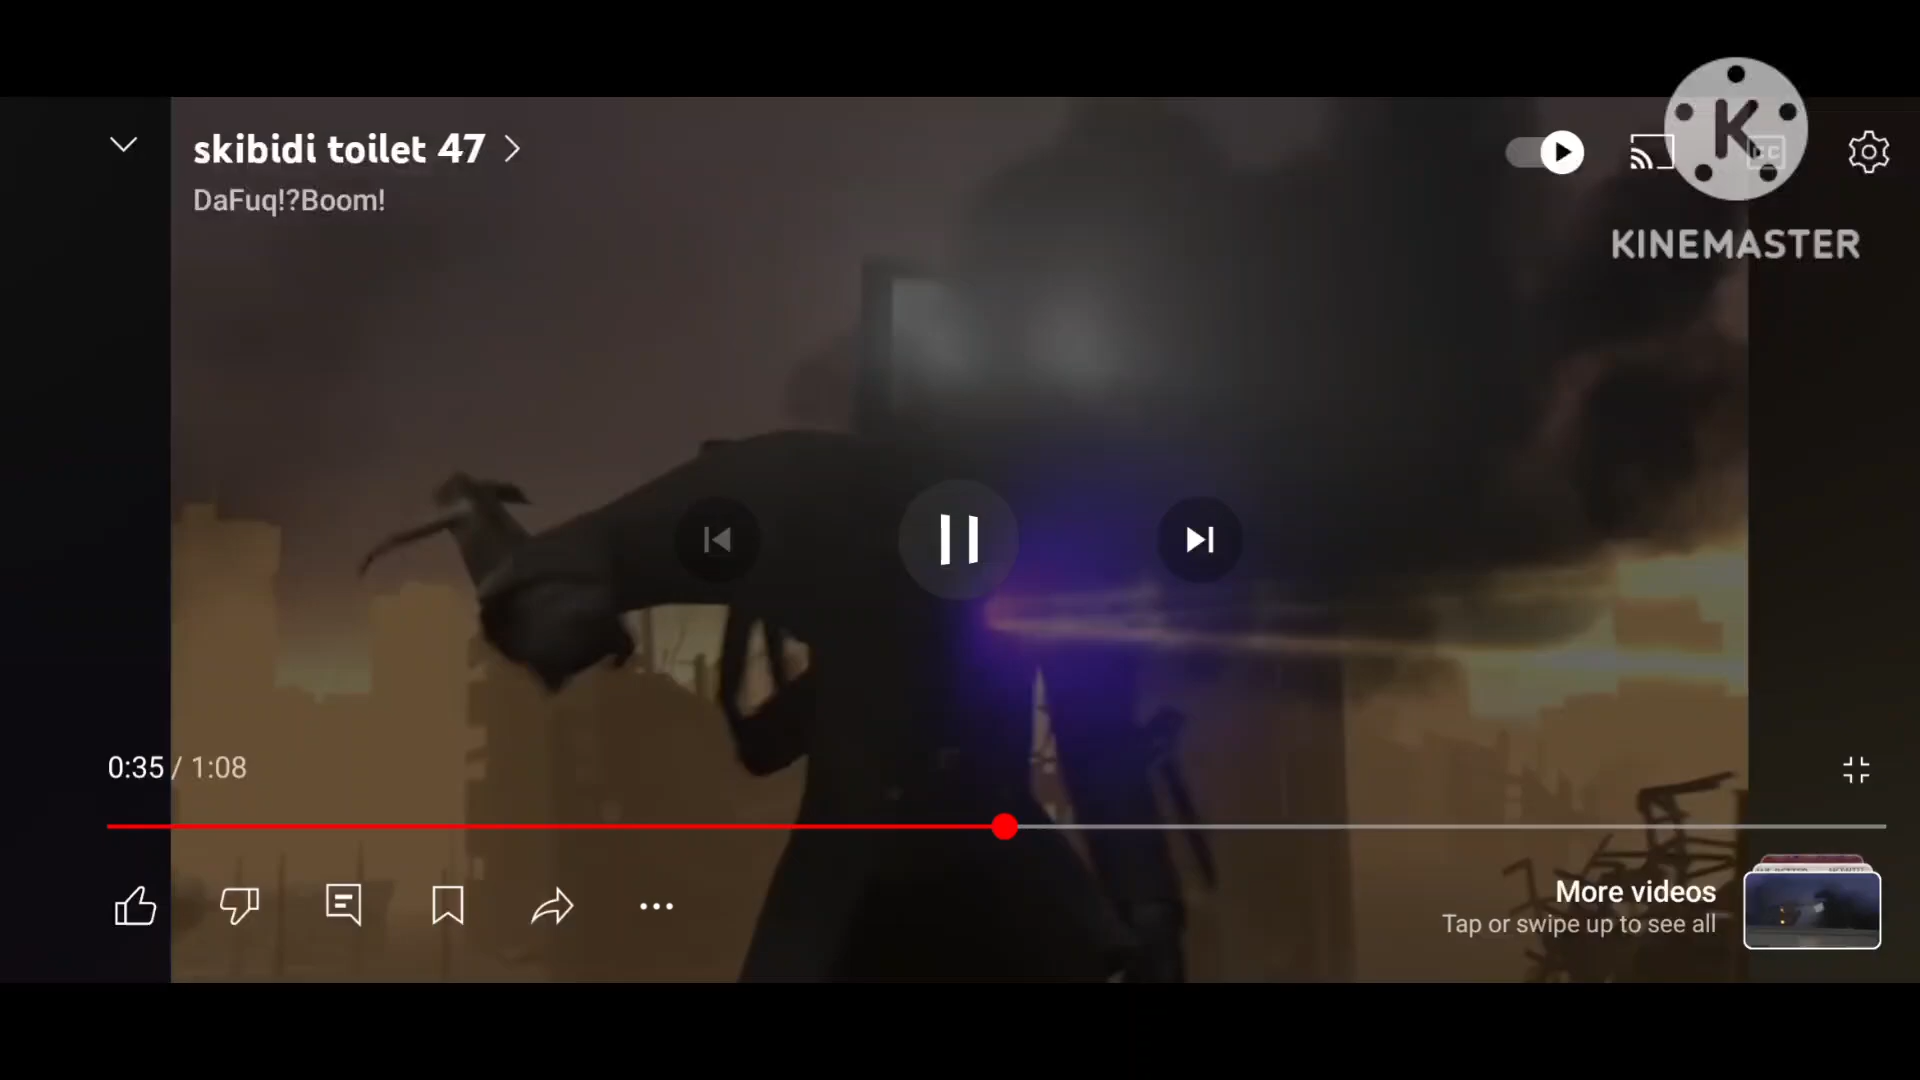 skibidi toilet 47
DaFuq!?Boom!
K
CC
KINEMASTER
0:35 / 1:08
More videos
Tap or swipe up to see all